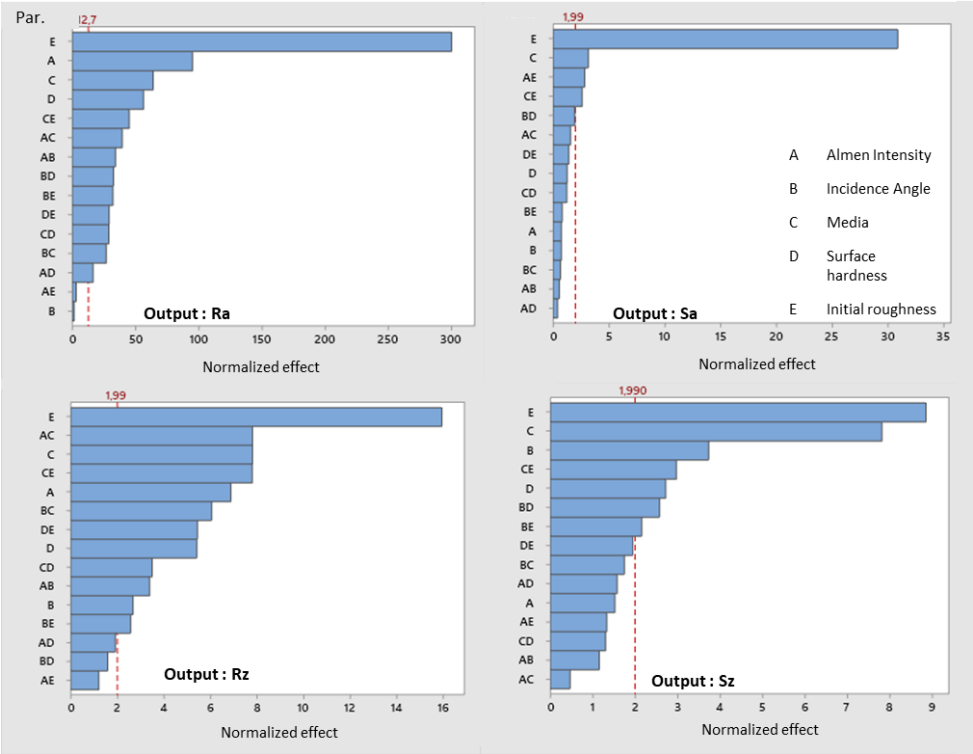 Par.
12,7
E
A
C
D
CE
AC
AB
BD
BE
DE
CD
BC
AD
AE
B
Output : Ra
0 50 100 150 200 250 300
Normalized effect
1,99
E
C
AE
CE
BD
AC
DE
D
CD
BE
A
B
BC
AB
AD
A Almen Intensity
B Incidence Angle
C Media
D Surface
hardness
E Initial roughness
Output : Sa
0 5 10 15 20 25 30 35
Normalized effect
1,99
E
AC
C
CE
A
BC
DE
D
CD
AB
B
BE
AD
BD
AE
Output : Rz
0 2 4 6 8 10 12 14 16
Normalized effect
1,990
E
C
B
CE
D
BD
BE
DE
BC
AD
A
AE
CD
AB
AC
Output : Sz
0 1 2 3 4 5 6 7 8 9
Normalized effect